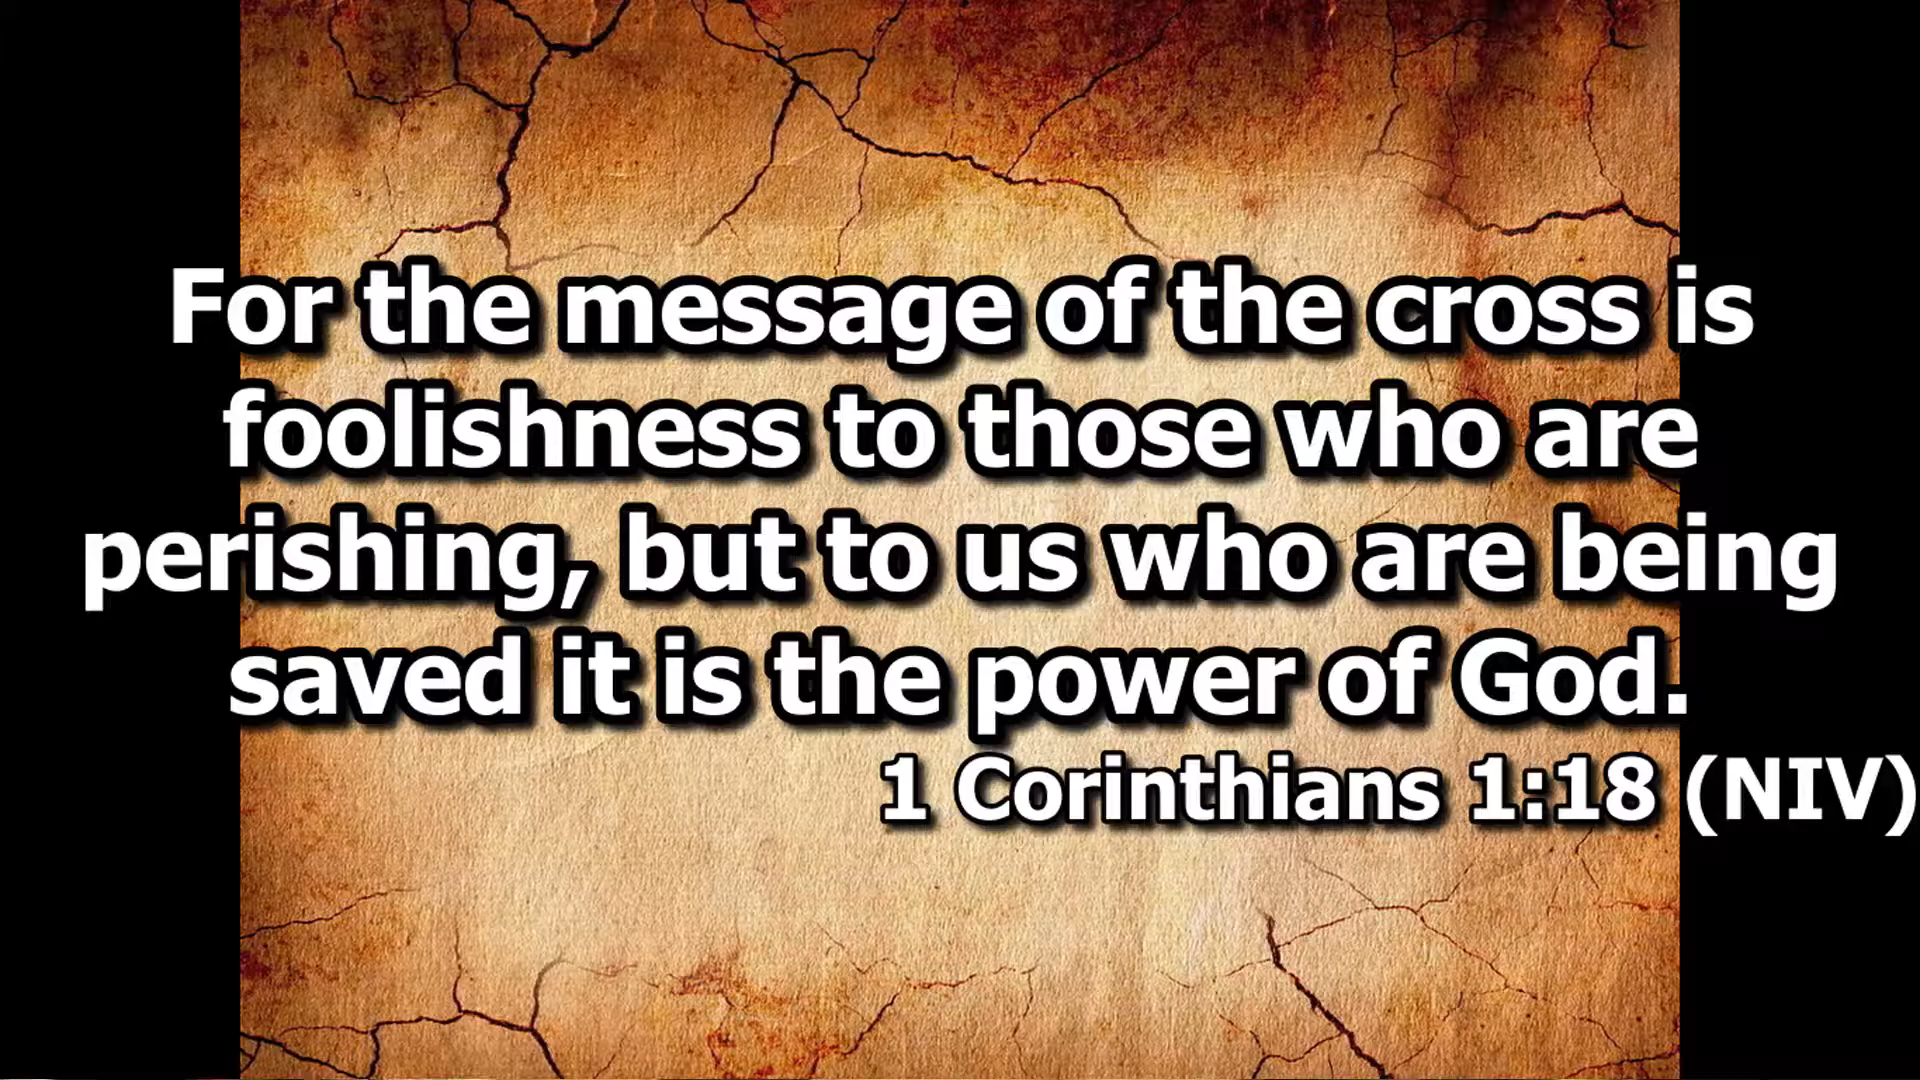 For the message of the cross is
foolishness to those who are
perishing, but to us who are being
saved it is the power of God.
1 Corinthians 1:18 (NIV)